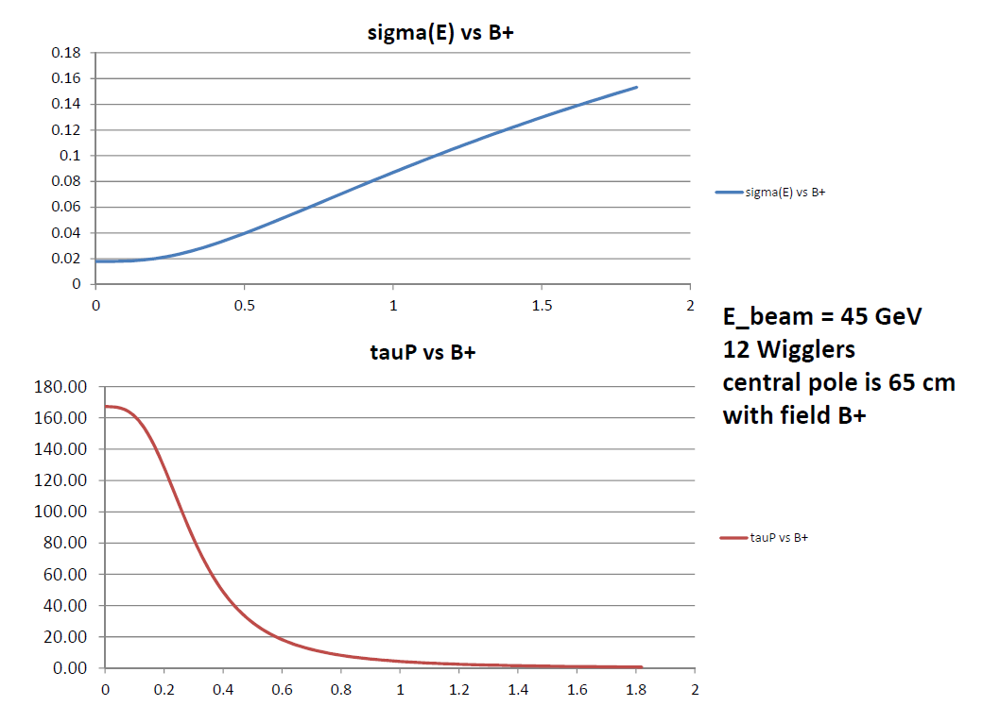 sigma(E) vs B+
0.18
0.16
0.14
0.12
0.1
0.08
0.06
0.04
0.02
0
0 0.5 1 1.5 2
sigma(E) vs B+
E_beam = 45 GeV
12 Wigglers
central pole is 65 cm
with field B+
tauP vs B+
180.00
160.00
140.00
120.00
100.00
80.00
60.00
40.00
20.00
0.00
0 0.2 0.4 0.6 0.8 1 1.2 1.4 1.6 1.8 2
tauP vs B+